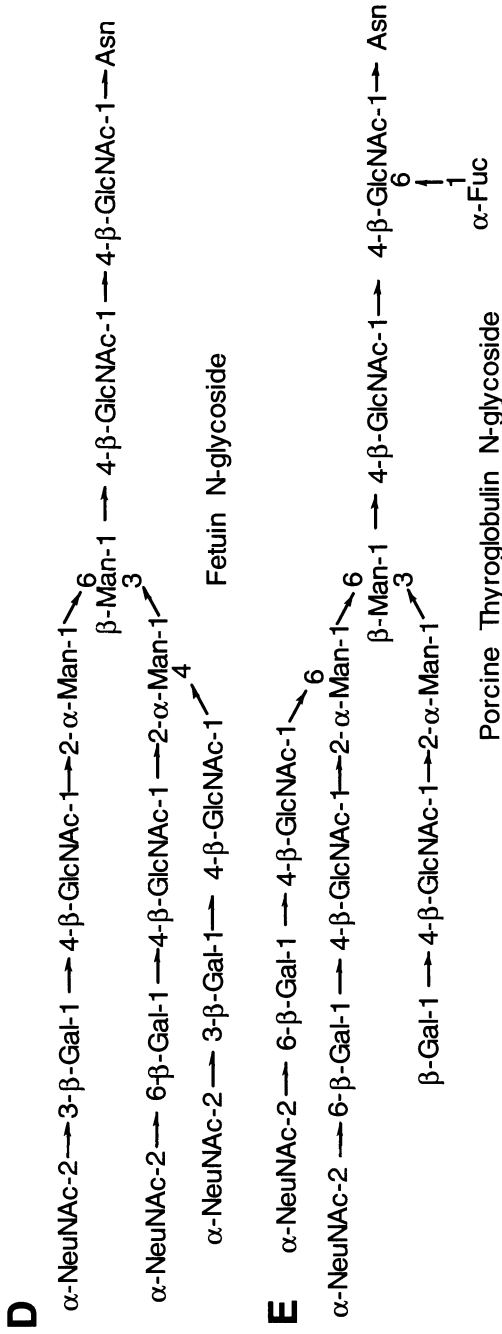 D
α-NeuNAc-2→3-β-Gal-1→4-β-GlcNAc-1→2-α-Man-1
6
β-Man-1→4-β-GlcNAc-1→4-β-GlcNAc-1→Asn
3
α-NeuNAc-2→6-β-Gal-1→4-β-GlcNAc-1→2-α-Man-1
4
α-NeuNAc-2→3-β-Gal-1→4-β-GlcNAc-1
Fetuin N-glycoside
E
α-NeuNAc-2→6-β-Gal-1→4-β-GlcNAc-1
6
α-NeuNAc-2→6-β-Gal-1→4-β-GlcNAc-1→2-α-Man-1
6
β-Man-1→4-β-GlcNAc-1→4-β-GlcNAc-1→Asn
3
6
1
α-Fuc
β-Gal-1→4-β-GlcNAc-1→2-α-Man-1
Porcine Thyroglobulin N-glycoside